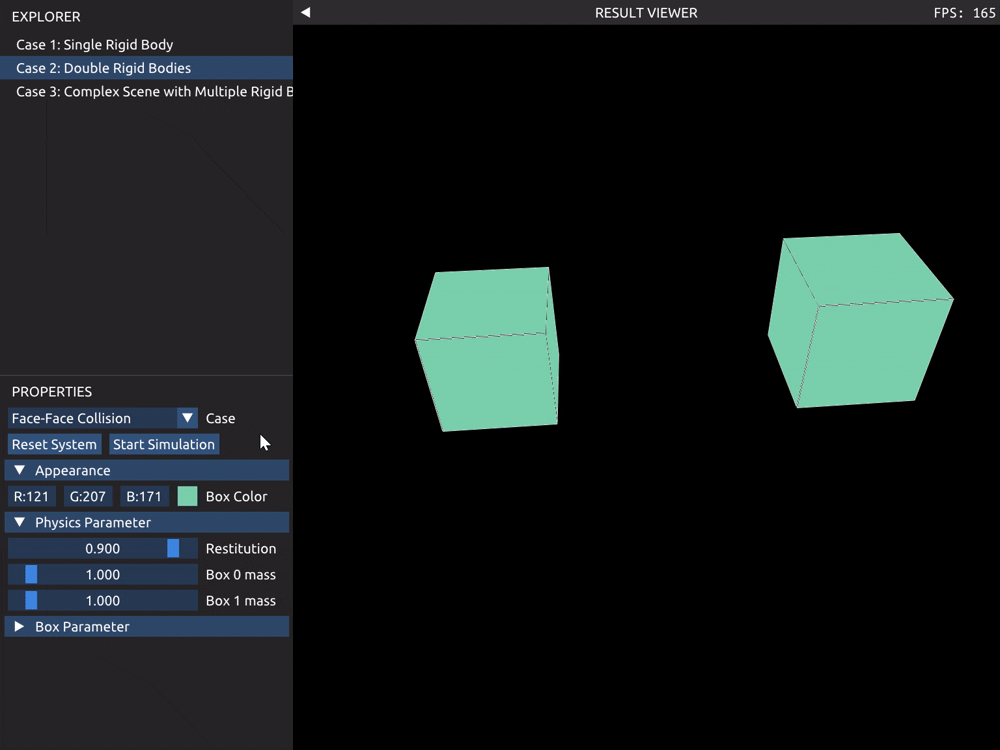 EXPLORER
Case 1: Single Rigid Body
Case 2: Double Rigid Bodies
Case 3: Complex Scene with Multiple Rigid B
RESULT VIEWER
FPS: 165
PROPERTIES
Face-Face Collision Case
Reset System Start Simulation
Appearance
R:121 G:207 B:171 Box Color
Physics Parameter
0.900 Restitution
1.000 Box 0 mass
1.000 Box 1 mass
Box Parameter